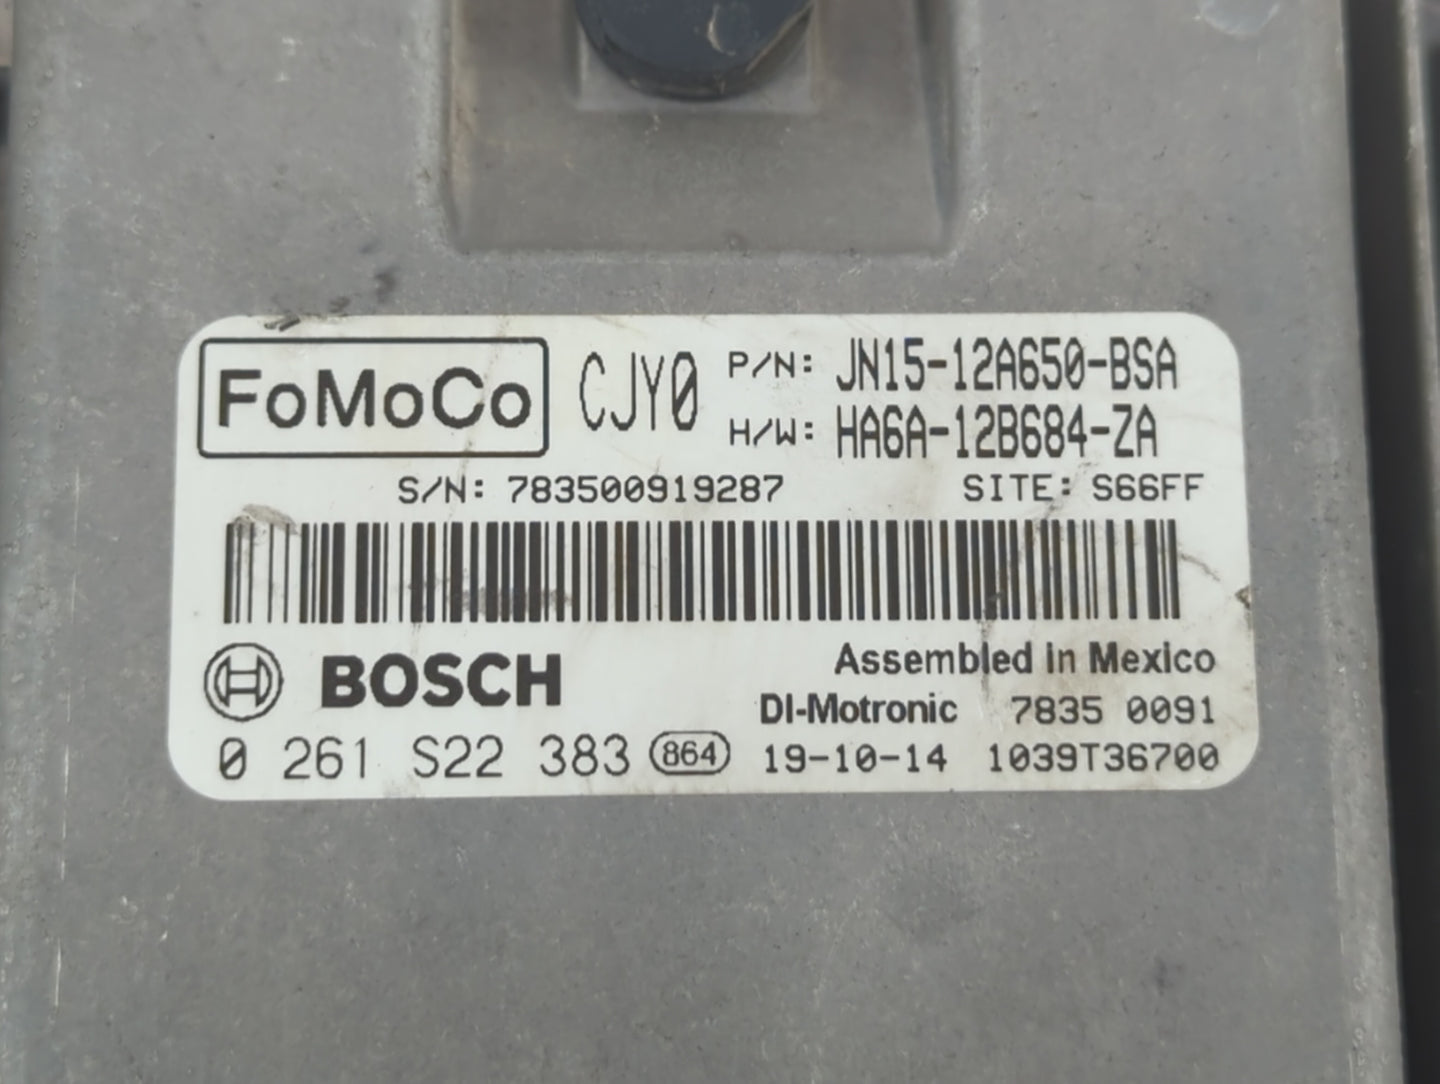 FoMoCo CJY0 P/N: JN15-12A650-BSA
H/W: HA6A-12B684-ZA
S/N: 783500919287 SITE: S66FF
BOSCH Assembled in Mexico
DI-Motronic 7835 0091
0 261 S22 383 864 19-10-14 1039T36700